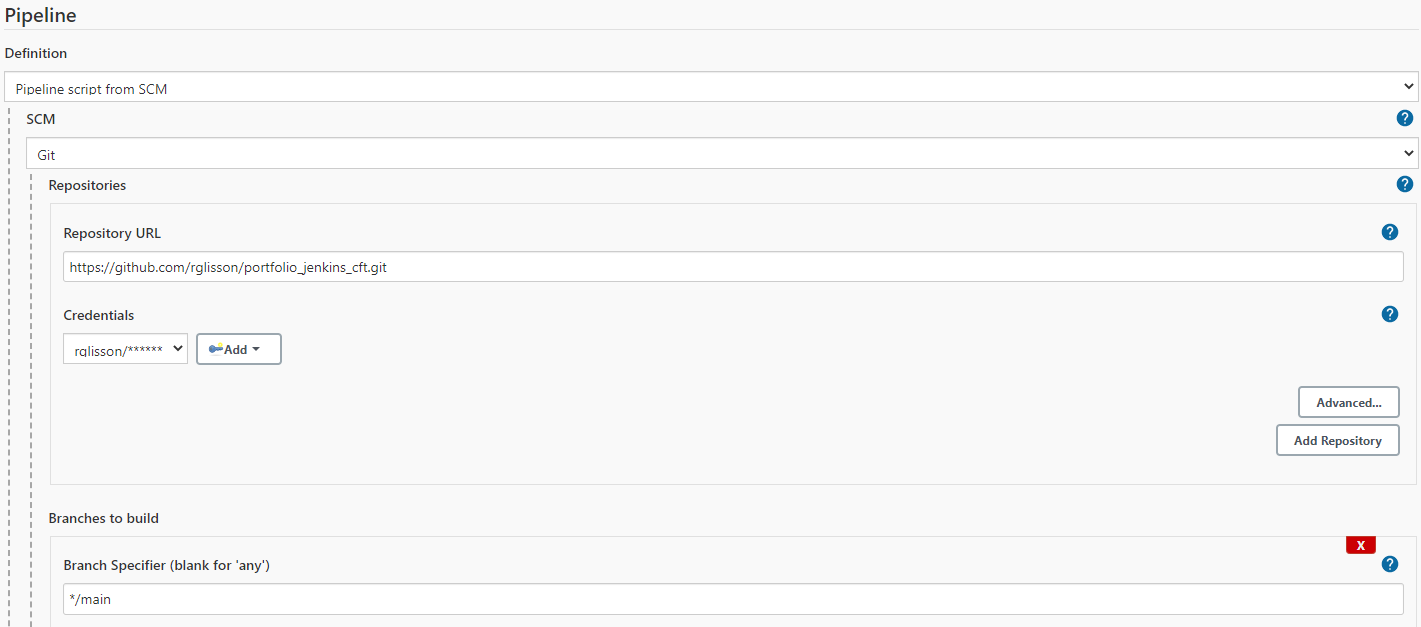 Pipeline
Definition
Pipeline script from SCM
SCM
?
Git
Repositories
?
Repository URL
?
https://github.com/rglisson/portfolio_jenkins_cft.git
Credentials
?
rglisson/******
Add
Advanced...
Add Repository
Branches to build
X
Branch Specifier (blank for 'any')
?
*/main